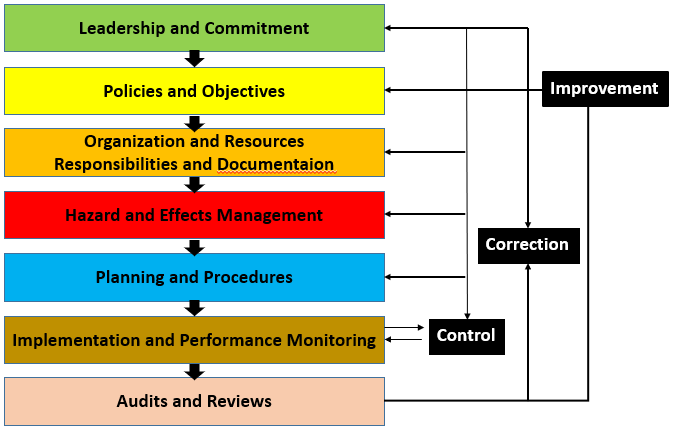 Leadership and Commitment
Policies and Objectives
Improvement
Organization and Resources
Responsibilities and Documentaion
Hazard and Effects Management
Correction
Planning and Procedures
Implementation and Performance Monitoring
Control
Audits and Reviews